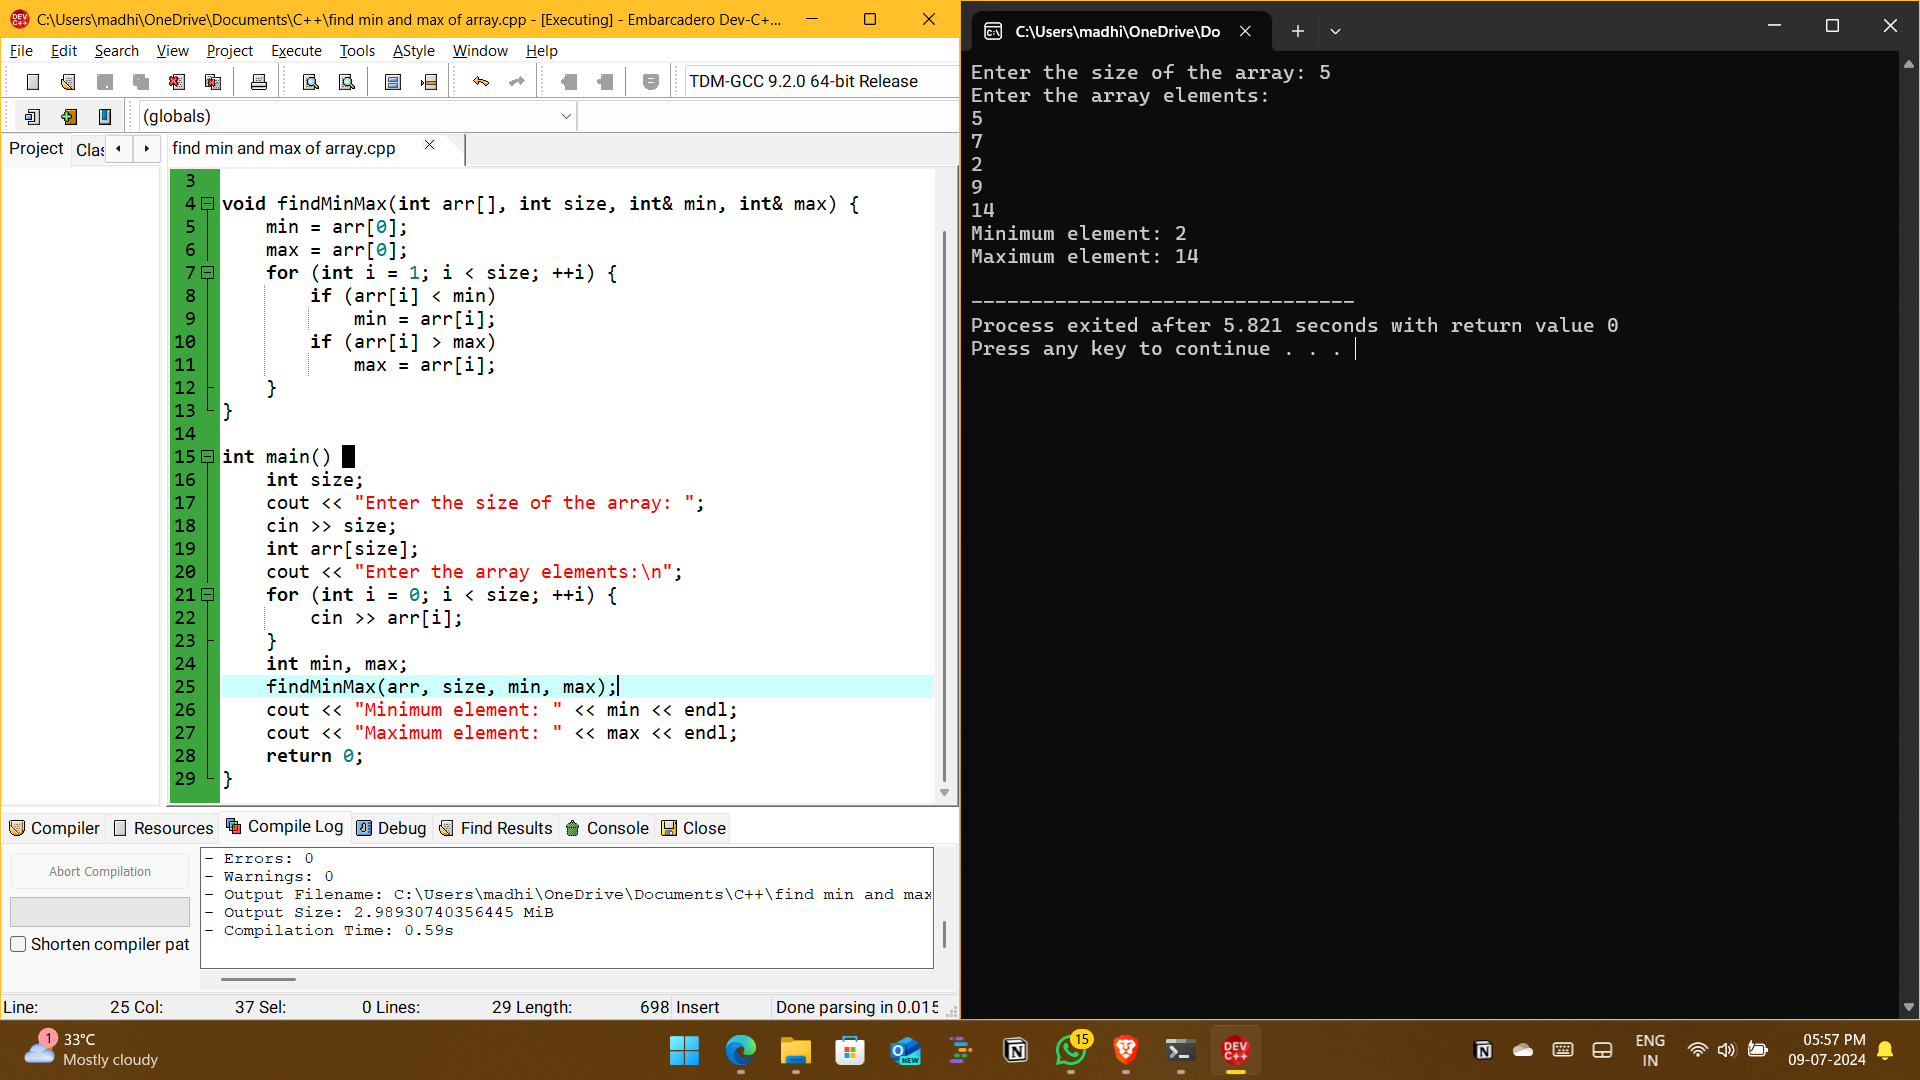 C:\Users\madhi\OneDrive\Documents\C++\find min and max of array.cpp - [Executing] - Embarcadero Dev-C+...
File Edit Search View Project Execute Tools AStyle Window Help
TDM-GCC 9.2.0 64-bit Release
(globals)
Project Clas
find min and max of array.cpp
3
4 void findMinMax(int arr[], int size, int& min, int& max) {
5 min = arr[0];
6 max = arr[0];
7 for (int i = 1; i < size; ++i) {
8 if (arr[i] < min)
9 min = arr[i];
10 if (arr[i] > max)
11 max = arr[i];
12 }
13 }
14
15 int main()
16 int size;
17 cout << "Enter the size of the array: ";
18 cin >> size;
19 int arr[size];
20 cout << "Enter the array elements:\n";
21 for (int i = 0; i < size; ++i) {
22 cin >> arr[i];
23 }
24 int min, max;
25 findMinMax(arr, size, min, max);
26 cout << "Minimum element: " << min << endl;
27 cout << "Maximum element: " << max << endl;
28 return 0;
29 }
Compiler Resources Compile Log Debug Find Results Console Close
Abort Compilation
Shorten compiler pat
- Errors: 0
- Warnings: 0
- Output Filename: C:\Users\madhi\OneDrive\Documents\C++\find min and max
- Output Size: 2.98930740356445 MiB
- Compilation Time: 0.59s
Line: 25 Col: 37 Sel: 0 Lines: 29 Length: 698 Insert Done parsing in 0.015
C:\Users\madhi\OneDrive\Do
Enter the size of the array: 5
Enter the array elements:
5
7
2
9
14
Minimum element: 2
Maximum element: 14
--------------------------------
Process exited after 5.821 seconds with return value 0
Press any key to continue . . .
1
33°C
Mostly cloudy
NEW
15
DEV
C++
ENG
IN
05:57 PM
09-07-2024